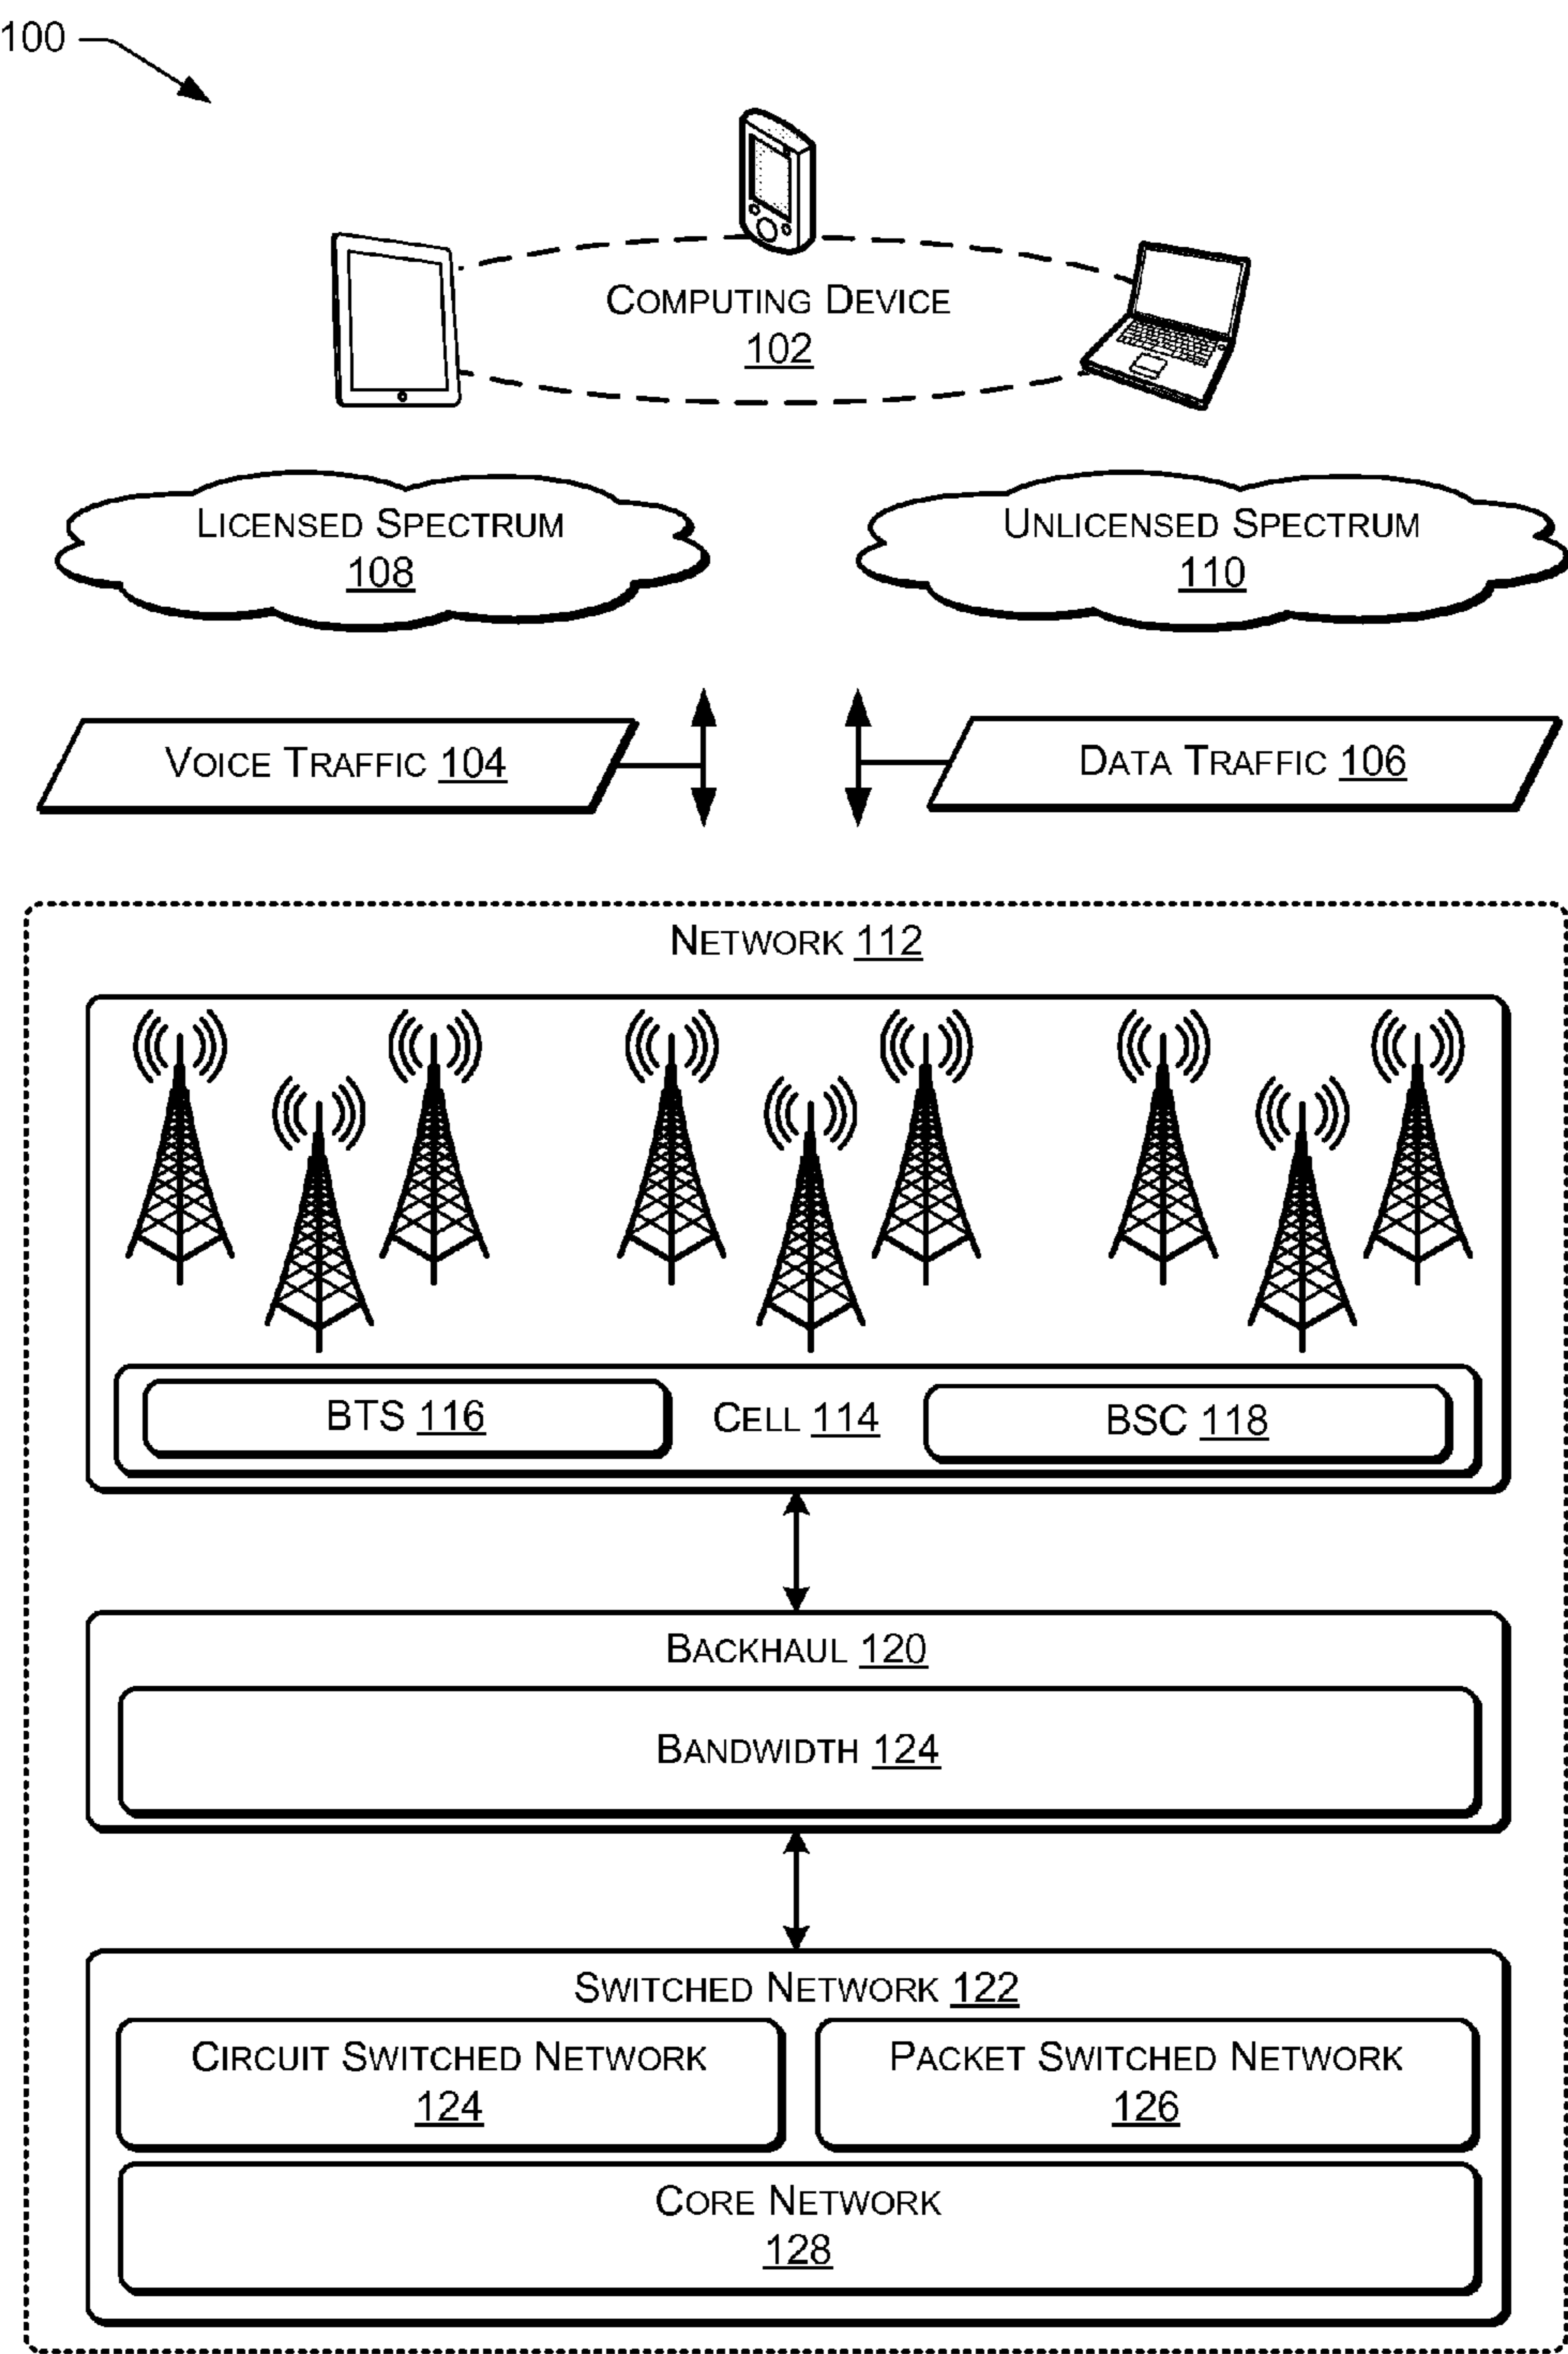 100
COMPUTING DEVICE
102
LICENSED SPECTRUM
108
UNLICENSED SPECTRUM
110
VOICE TRAFFIC 104
DATA TRAFFIC 106
NETWORK 112
BTS 116
CELL 114
BSC 118
BACKHAUL 120
BANDWIDTH 124
SWITCHED NETWORK 122
CIRCUIT SWITCHED NETWORK
124
PACKET SWITCHED NETWORK
126
CORE NETWORK
128